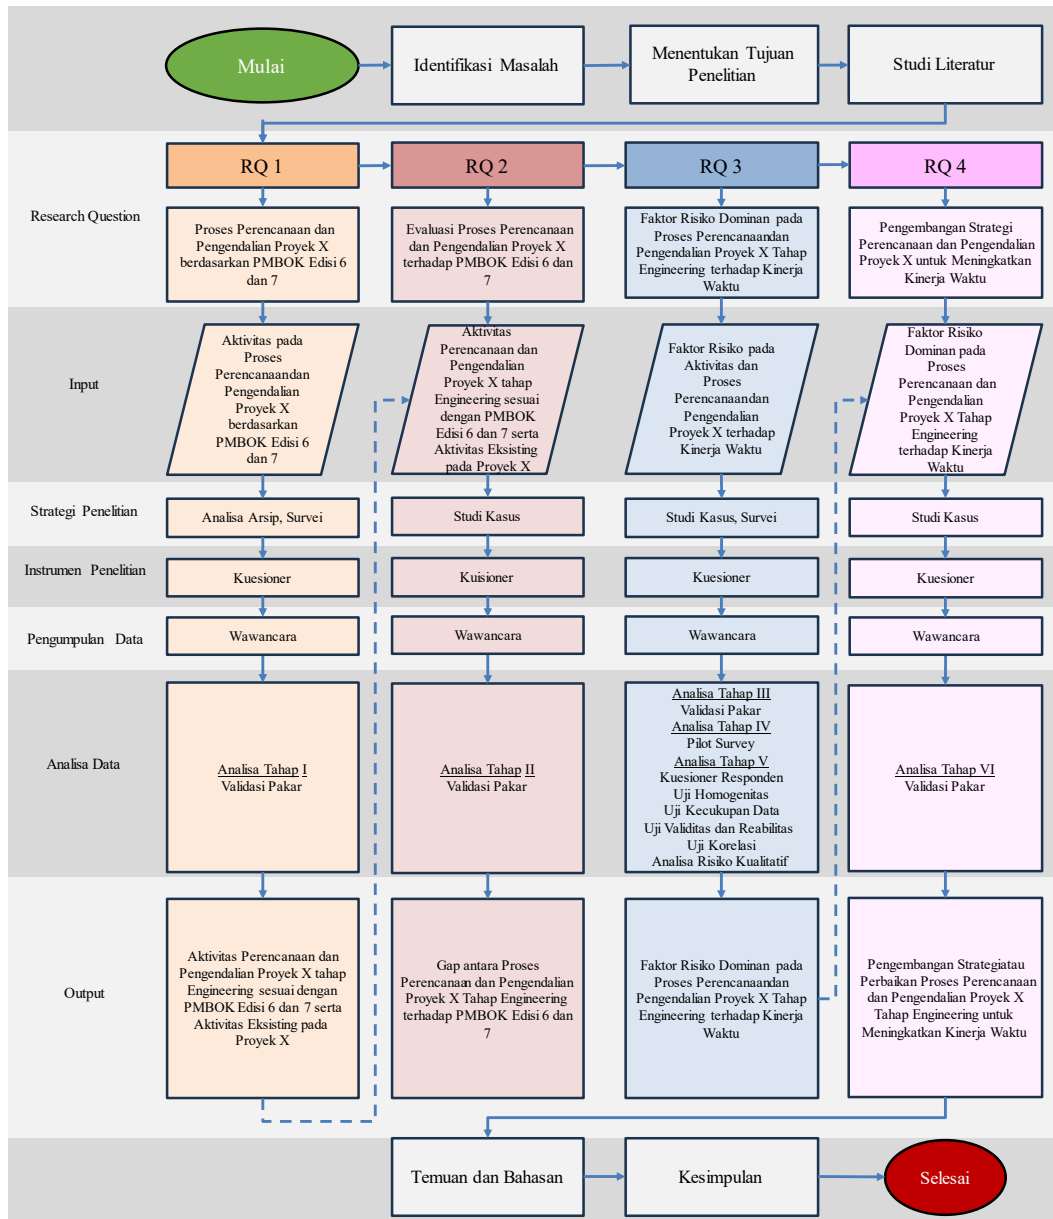 Mulai
Identifikasi Masalah
Menentukan Tujuan
Penelitian
Studi Literatur
Research Question
RQ 1
RQ 2
RQ 3
RQ 4
Proses Perencanaan dan
Pengendalian Proyek X
berdasarkan PMBOK Edisi 6
dan 7
Evaluasi Proses Perencanaan
dan Pengendalian Proyek X
terhadap PMBOK Edisi 6 dan
7
Faktor Risiko Dominan pada
Proses Perencanaandan
Pengendalian Proyek X Tahap
Engineering terhadap Kinerja
Waktu
Pengembangan Strategi
Perencanaan dan Pengendalian
Proyek X untuk Meningkatkan
Kinerja Waktu
Input
Aktivitas pada
Proses
Perencanaandan
Pengendalian
Proyek X
berdasarkan
PMBOK Edisi 6
dan 7
Aktivitas
Perencanaan dan
Pengendalian
Proyek X tahap
Engineering sesuai
dengan PMBOK
Edisi 6 dan 7 serta
Aktivitas Eksisting
pada Proyek X
Faktor Risiko pada
Aktivitas dan
Proses
Perencanaandan
Pengendalian
Proyek X terhadap
Kinerja Waktu
Faktor Risiko
Dominan pada
Proses
Perencanaan dan
Pengendalian
Proyek X Tahap
Engineering
terhadap Kinerja
Waktu
Strategi Penelitian
Analisa Arsip, Survei
Studi Kasus
Studi Kasus, Survei
Studi Kasus
Instrumen Penelitian
Kuesioner
Kuisioner
Kuesioner
Kuesioner
Pengumpulan Data
Wawancara
Wawancara
Wawancara
Wawancara
Analisa Data
Analisa Tahap I
Validasi Pakar
Analisa Tahap II
Validasi Pakar
Analisa Tahap III
Validasi Pakar
Analisa Tahap IV
Pilot Survey
Analisa Tahap V
Kuesioner Responden
Uji Homogenitas
Uji Kecukupan Data
Uji Validitas dan Reabilitas
Uji Korelasi
Analisa Risiko Kualitatif
Analisa Tahap VI
Validasi Pakar
Output
Aktivitas Perencanaan dan
Pengendalian Proyek X tahap
Engineering sesuai dengan
PMBOK Edisi 6 dan 7 serta
Aktivitas Eksisting pada
Proyek X
Gap antara Proses
Perencanaan dan Pengendalian
Proyek X Tahap Engineering
terhadap PMBOK Edisi 6 dan
7
Faktor Risiko Dominan pada
Proses Perencanaandan
Pengendalian Proyek X Tahap
Engineering terhadap Kinerja
Waktu
Pengembangan Strategiatau
Perbaikan Proses Perencanaan
dan Pengendalian Proyek X
Tahap Engineering untuk
Meningkatkan Kinerja Waktu
Temuan dan Bahasan
Kesimpulan
Selesai